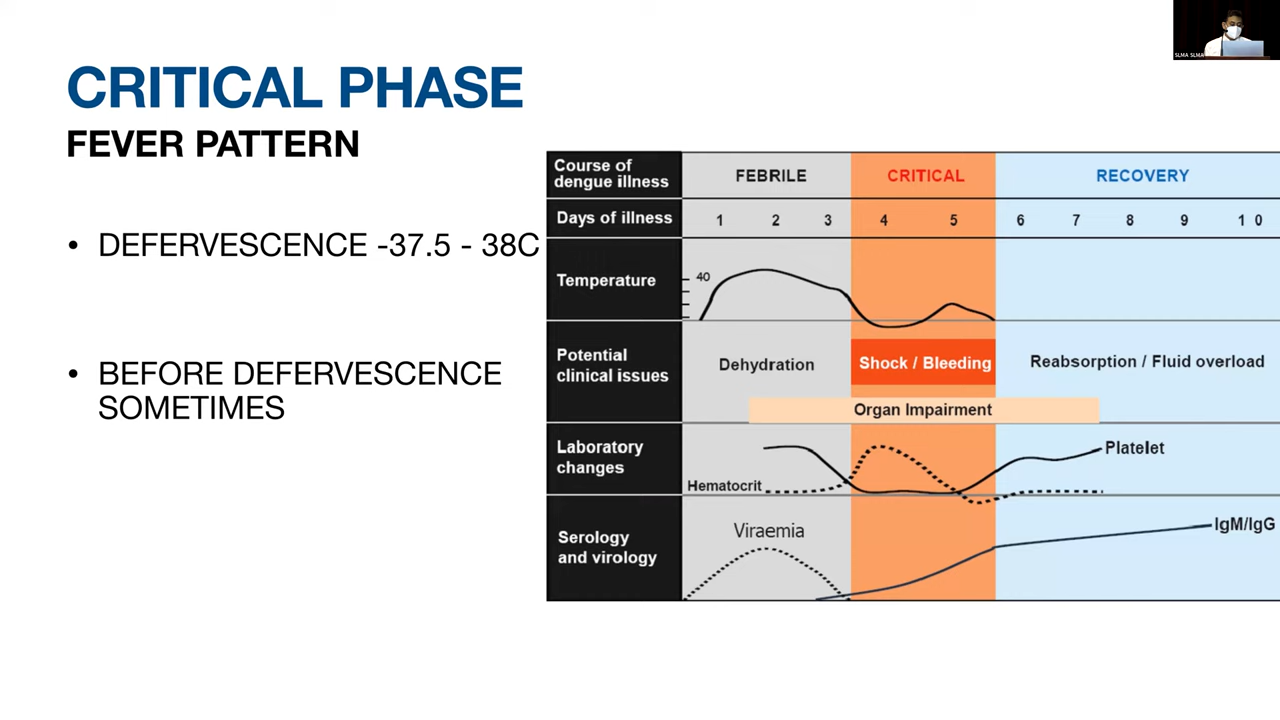 SLMA SLMA
CRITICAL PHASE
FEVER PATTERN
• DEFERVESCENCE -37.5 - 38C
• BEFORE DEFERVESCENCE
SOMETIMES
Course of
dengue illness
FEBRILE
CRITICAL
RECOVERY
Days of illness
1 2 3 4 5 6 7 8 9 1 0
Temperature
40
Potential
clinical issues
Dehydration
Shock / Bleeding
Reabsorption / Fluid overload
Organ Impairment
Laboratory
changes
Platelet
Hematocrit
Serology
and virology
Viraemia
IgM/IgG